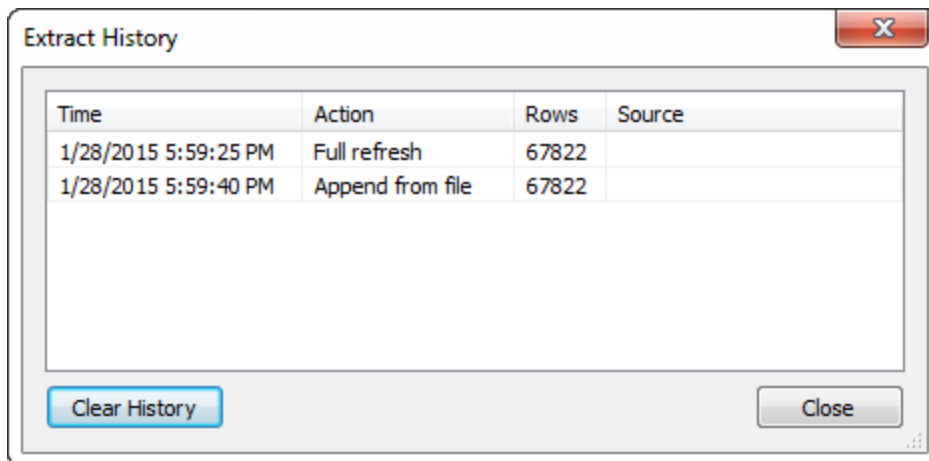 Extract History
Time Action Rows Source
1/28/2015 5:59:25 PM Full refresh 67822
1/28/2015 5:59:40 PM Append from file 67822
Clear History Close